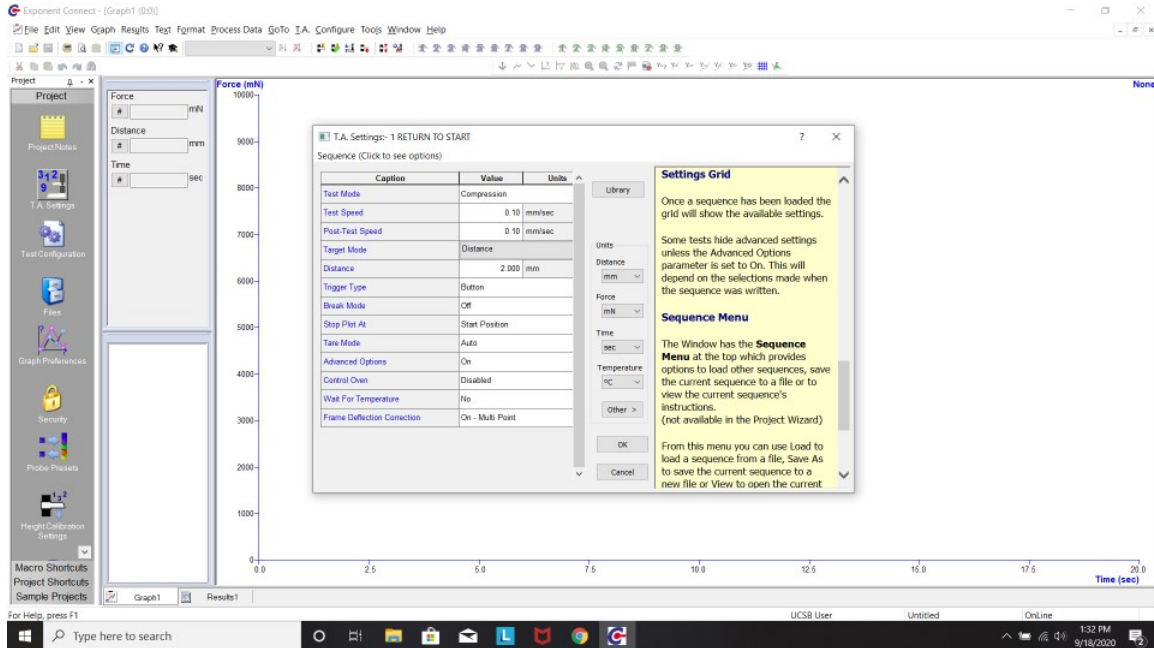 Exponent Connect - [Graph1 (0:0)]
File Edit View Graph Results Text Format Process Data GoTo T.A. Configure Tools Window Help
Project
Project
Project Notes
T.A. Settings
Test Configuration
Files
Graph Preferences
Security
Probe Presets
Height Calibration
Settings
Macro Shortcuts
Project Shortcuts
Sample Projects
Force
# mN
Distance
# mm
Time
# sec
Force (mN)
10000
9000
8000
7000
6000
5000
4000
3000
2000
1000
0
None
0.0 2.5 5.0 7.5 10.0 12.5 15.0 17.5 20.0
Time (sec)
T.A. Settings:- 1 RETURN TO START ?
Sequence (Click to see options)
Caption Value Units
Test Mode Compression
Test Speed 0.10 mm/sec
Post-Test Speed 0.10 mm/sec
Target Mode Distance
Distance 2.000 mm
Trigger Type Button
Break Mode Off
Stop Plot At Start Position
Tare Mode Auto
Advanced Options On
Control Oven Disabled
Wait For Temperature No
Frame Deflection Correction On - Multi Point
Library
Units
Distance
mm
Force
mN
Time
sec
Temperature
°C
Other >
OK
Cancel
Settings Grid
Once a sequence has been loaded the
grid will show the available settings.
Some tests hide advanced settings
unless the Advanced Options
parameter is set to On. This will
depend on the selections made when
the sequence was written.
Sequence Menu
The Window has the Sequence
Menu at the top which provides
options to load other sequences, save
the current sequence to a file or to
view the current sequence's
instructions.
(not available in the Project Wizard)
From this menu you can use Load to
load a sequence from a file, Save As
to save the current sequence to a
new file or View to open the current
Graph1 Results1
For Help, press F1 UCSB User Untitled OnLine
Type here to search
L
1:32 PM
9/18/2020
2